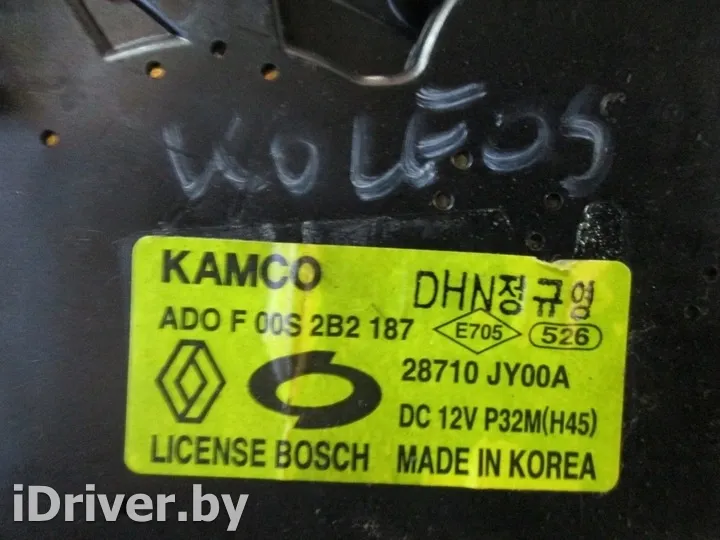 KOLEOS
KAMCO
DHN정규영
ADO F 00S 2B2 187
E705
526
28710 JY00A
DC 12V P32M(H45)
LICENSE BOSCH
MADE IN KOREA
iDriver.by